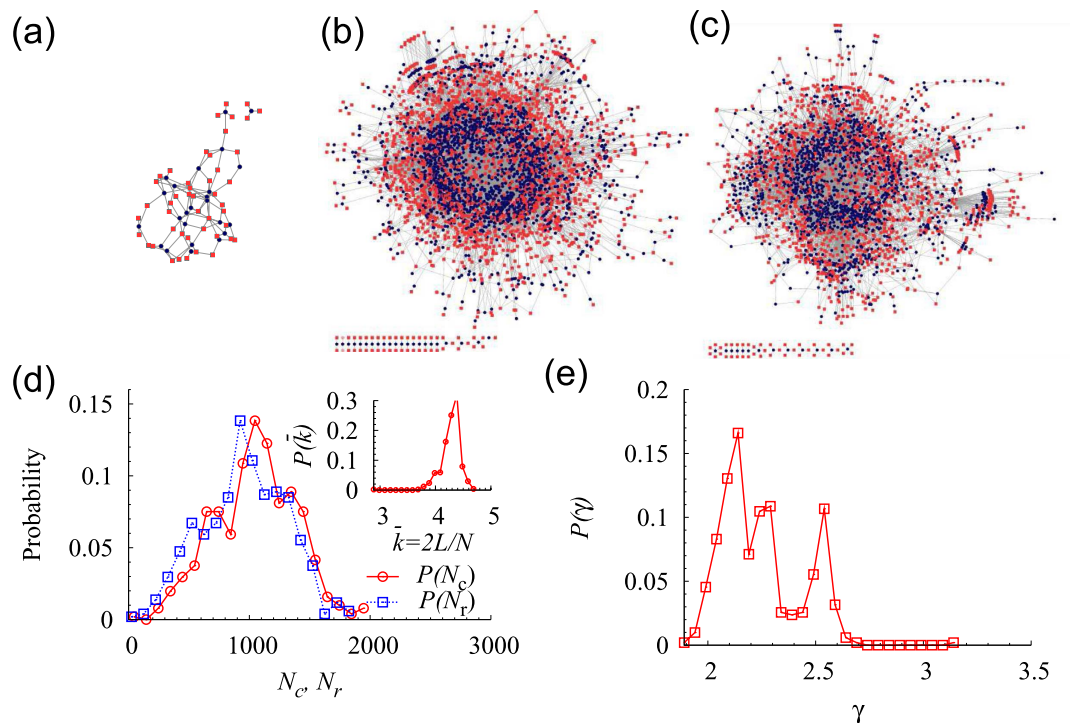 (a)
(b)
(c)
(d)
0.15
0.1
0.05
0
Probability
0
1000
2000
3000
N_c, N_r
0.3
0.2
0.1
0
P(k̄)
3
4
5
k̄=2L/N
P(N_c)
P(N_r)
(e)
0.2
0.15
0.1
0.05
0
P(γ)
2
2.5
3
3.5
γ